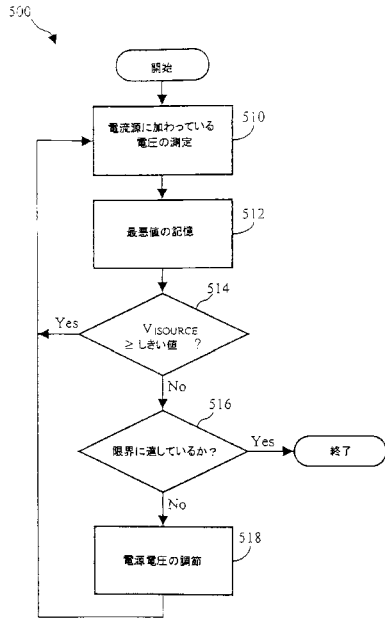 500
開始
電流源に加わっている
電圧の測定
510
最悪値の記憶
512
514
Yes
VISOURCE
≥ しきい値 ?
No
516
限界に達しているか?
Yes
終了
No
電源電圧の調節
518